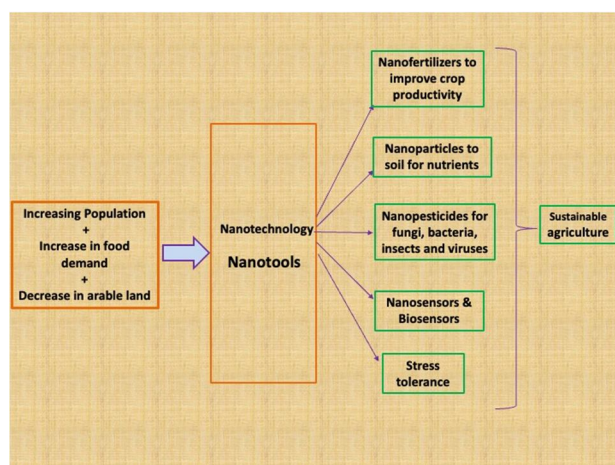 Increasing Population
+
Increase in food
demand
+
Decrease in arable land
Nanotechnology
Nanotools
Nanofertilizers to
improve crop
productivity
Nanoparticles to
soil for nutrients
Nanopesticides for
fungi, bacteria,
insects and viruses
Nanosensors &
Biosensors
Stress
tolerance
Sustainable
agriculture